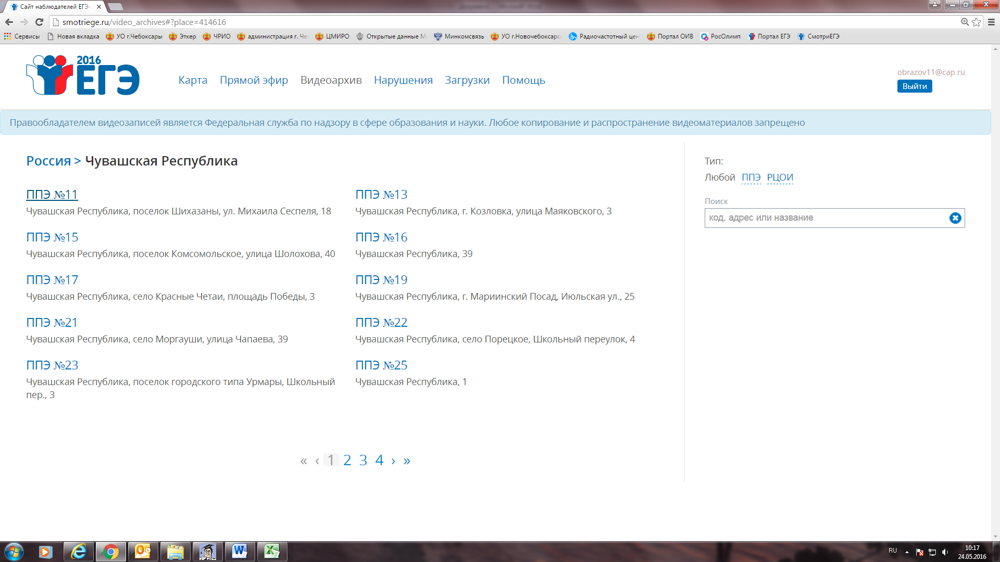 Сайт наблюдателей ЕГЭ-
smotriege.ru/video_archives#?place=414616
Сервисы Новая вкладка УО г.Чебоксары Эткер ЧРИО администрация г. Че ЦМИРО Открытые данные М Минкомсвязь УО г.Новочебоксарс Радиочастотный цен Портал ОИВ РосОлимп Портал ЕГЭ СмотриЕГЭ
2016
ЕГЭ
Карта Прямой эфир Видеоархив Нарушения Загрузки Помощь
obrazov11@cap.ru
Выйти
Правообладателем видеозаписей является Федеральная служба по надзору в сфере образования и науки. Любое копирование и распространение видеоматериалов запрещено
Россия > Чувашская Республика
ППЭ №11
Чувашская Республика, поселок Шихазаны, ул. Михаила Сеспеля, 18
ППЭ №13
Чувашская Республика, г. Козловка, улица Маяковского, 3
ППЭ №15
Чувашская Республика, поселок Комсомольское, улица Шолохова, 40
ППЭ №16
Чувашская Республика, 39
ППЭ №17
Чувашская Республика, село Красные Четаи, площадь Победы, 3
ППЭ №19
Чувашская Республика, г. Мариинский Посад, Июльская ул., 25
ППЭ №21
Чувашская Республика, село Моргауши, улица Чапаева, 39
ППЭ №22
Чувашская Республика, село Порецкое, Школьный переулок, 4
ППЭ №23
Чувашская Республика, поселок городского типа Урмары, Школьный
пер., 3
ППЭ №25
Чувашская Республика, 1
« ‹ 1 2 3 4 › »
Тип:
Любой ППЭ РЦОИ
Поиск
код, адрес или название
RU
10:17
24.05.2016